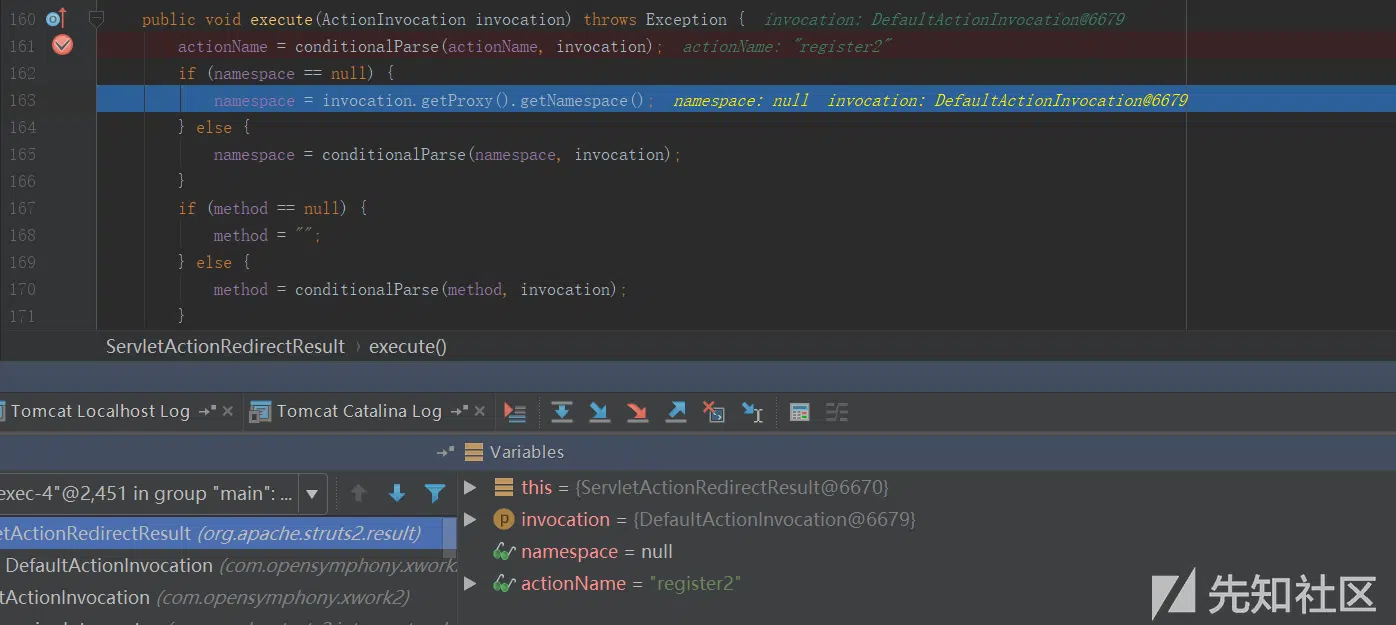 160 public void execute(ActionInvocation invocation) throws Exception { invocation: DefaultActionInvocation@6679
161 actionName = conditionalParse(actionName, invocation); actionName: "register2"
162 if (namespace == null) {
163 namespace = invocation.getProxy().getNamespace(); namespace: null invocation: DefaultActionInvocation@6679
164 } else {
165 namespace = conditionalParse(namespace, invocation);
166 }
167 if (method == null) {
168 method = "";
169 } else {
170 method = conditionalParse(method, invocation);
171 }
ServletActionRedirectResult › execute()
Tomcat Localhost Log Tomcat Catalina Log
Variables
exec-4"@2,451 in group "main": ...
this = {ServletActionRedirectResult@6670}
invocation = {DefaultActionInvocation@6679}
namespace = null
actionName = "register2"
etActionRedirectResult (org.apache.struts2.result)
DefaultActionInvocation (com.opensymphony.xwork
tActionInvocation (com.opensymphony.xwork2)
先知社区